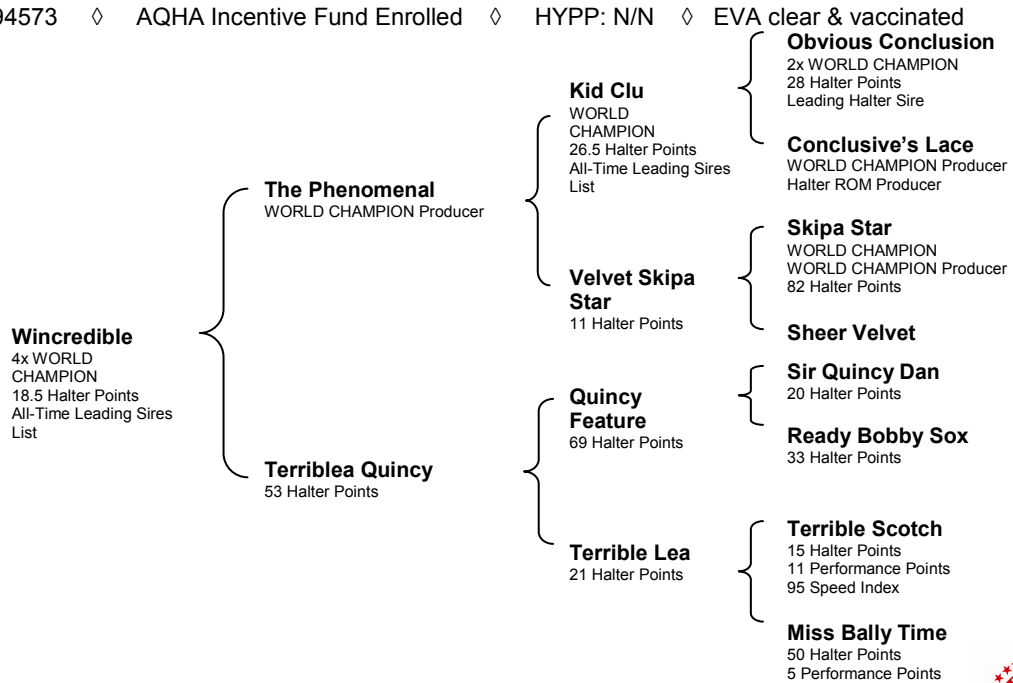 94573 ◊ AQHA Incentive Fund Enrolled ◊ HYPP: N/N ◊ EVA clear & vaccinated
Obvious Conclusion
2x WORLD CHAMPION
28 Halter Points
Leading Halter Sire
Kid Clu
WORLD
CHAMPION
26.5 Halter Points
All-Time Leading Sires
List
Conclusive's Lace
WORLD CHAMPION Producer
Halter ROM Producer
The Phenomenal
WORLD CHAMPION Producer
Skipa Star
WORLD CHAMPION
WORLD CHAMPION Producer
82 Halter Points
Velvet Skipa
Star
11 Halter Points
Sheer Velvet
Wincredible
4x WORLD
CHAMPION
18.5 Halter Points
All-Time Leading Sires
List
Sir Quincy Dan
20 Halter Points
Quincy
Feature
69 Halter Points
Ready Bobby Sox
33 Halter Points
Terriblea Quincy
53 Halter Points
Terrible Scotch
15 Halter Points
11 Performance Points
95 Speed Index
Terrible Lea
21 Halter Points
Miss Bally Time
50 Halter Points
5 Performance Points